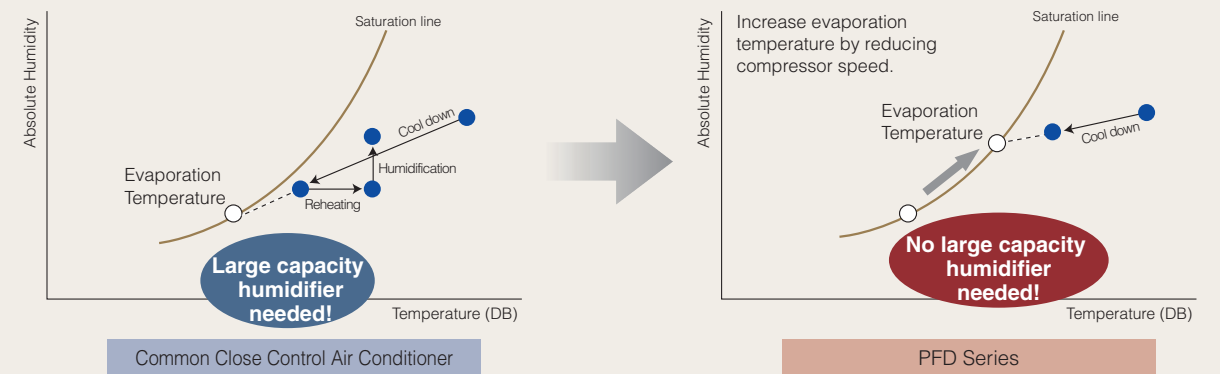 Absolute Humidity
Saturation line
Cool down
Humidification
Reheating
Evaporation
Temperature
Large capacity
humidifier
needed!
Temperature (DB)
Common Close Control Air Conditioner
Absolute Humidity
Increase evaporation
temperature by reducing
compressor speed.
Saturation line
Evaporation
Temperature
Cool down
No large capacity
humidifier
needed!
Temperature (DB)
PFD Series